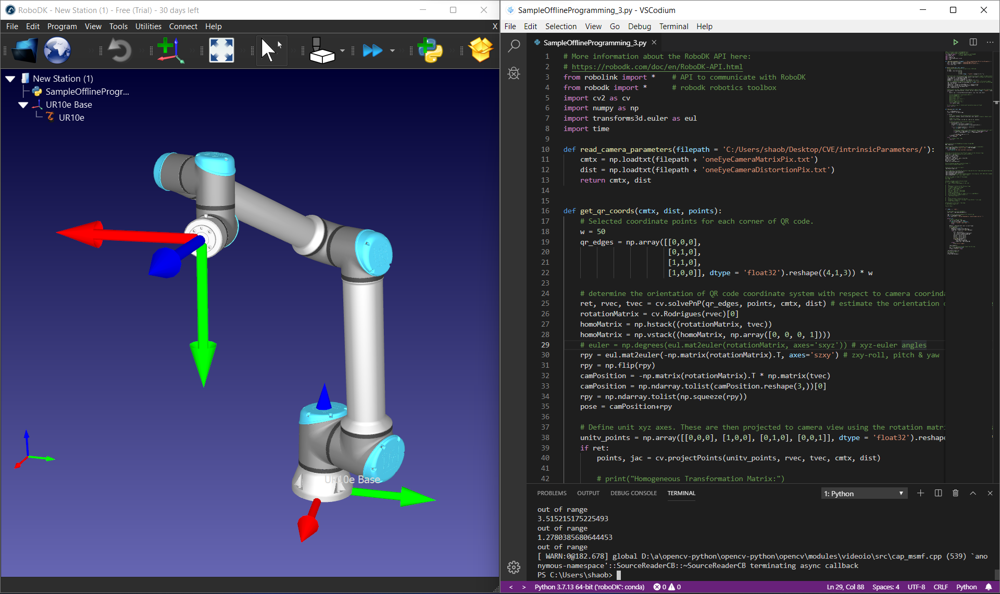 RoboDK - New Station (1) - Free (Trial) - 30 days left
File Edit Program View Tools Utilities Connect Help X
New Station (1)
SampleOfflineProgr...
UR10e Base
UR10e
UR10e Base
SampleOfflineProgramming_3.py - VSCodium
File Edit Selection View Go Debug Terminal Help
SampleOfflineProgramming_3.py
1 # More information about the RoboDK API here:
2 # https://robodk.com/doc/en/RoboDK-API.html
3 from robolink import *    # API to communicate with RoboDK
4 from robodk import *      # robodk robotics toolbox
5 import cv2 as cv
6 import numpy as np
7 import transforms3d.euler as eul
8 import time
9
10 def read_camera_parameters(filepath = 'C:/Users/shaob/Desktop/CVE/intrinsicParameters/'):
11     cmtx = np.loadtxt(filepath + 'oneEyeCameraMatrixPix.txt')
12     dist = np.loadtxt(filepath + 'oneEyeCameraDistortionPix.txt')
13     return cmtx, dist
14
15
16 def get_qr_coords(cmtx, dist, points):
17     # Selected coordinate points for each corner of QR code.
18     w = 50
19     qr_edges = np.array([[0,0,0],
20                          [0,1,0],
21                          [1,1,0],
22                          [1,0,0]], dtype = 'float32').reshape((4,1,3)) * w
23
24     # determine the orientation of QR code coordinate system with respect to camera coorinda
25     ret, rvec, tvec = cv.solvePnP(qr_edges, points, cmtx, dist) # estimate the orientation
26     rotationMatrix = cv.Rodrigues(rvec)[0]
27     homoMatrix = np.hstack((rotationMatrix, tvec))
28     homoMatrix = np.vstack((homoMatrix, np.array([0, 0, 0, 1])))
29     # euler = np.degrees(eul.mat2euler(rotationMatrix, axes='sxyz')) # xyz-euler angles
30     rpy = eul.mat2euler(-np.matrix(rotationMatrix).T, axes='szxy') # zxy-roll, pitch & yaw
31     rpy = np.flip(rpy)
32     camPosition = -np.matrix(rotationMatrix).T * np.matrix(tvec)
33     camPosition = np.ndarray.tolist(camPosition.reshape(3,))[0]
34     rpy = np.ndarray.tolist(np.squeeze(rpy))
35     pose = camPosition+rpy
36
37     # Define unit xyz axes. These are then projected to camera view using the rotation matri
38     unitv_points = np.array([[0,0,0], [1,0,0], [0,1,0], [0,0,1]], dtype = 'float32').reshape
39     if ret:
40         points, jac = cv.projectPoints(unitv_points, rvec, tvec, cmtx, dist)
41
42         # print("Homogeneous Transformation Matrix:")
PROBLEMS OUTPUT DEBUG CONSOLE TERMINAL 1: Python
out of range
3.515215175225493
out of range
1.2780385680644453
out of range
[ WARN:0@182.678] global D:\a\opencv-python\opencv-python\opencv\modules\videoio\src\cap_msmf.cpp (539) `ano
nymous-namespace'::SourceReaderCB::~SourceReaderCB terminating async callback
PS C:\Users\shaob>
Python 3.7.13 64-bit ('roboDK': conda) 0 0 Ln 29, Col 88 Spaces: 4 UTF-8 CRLF Python